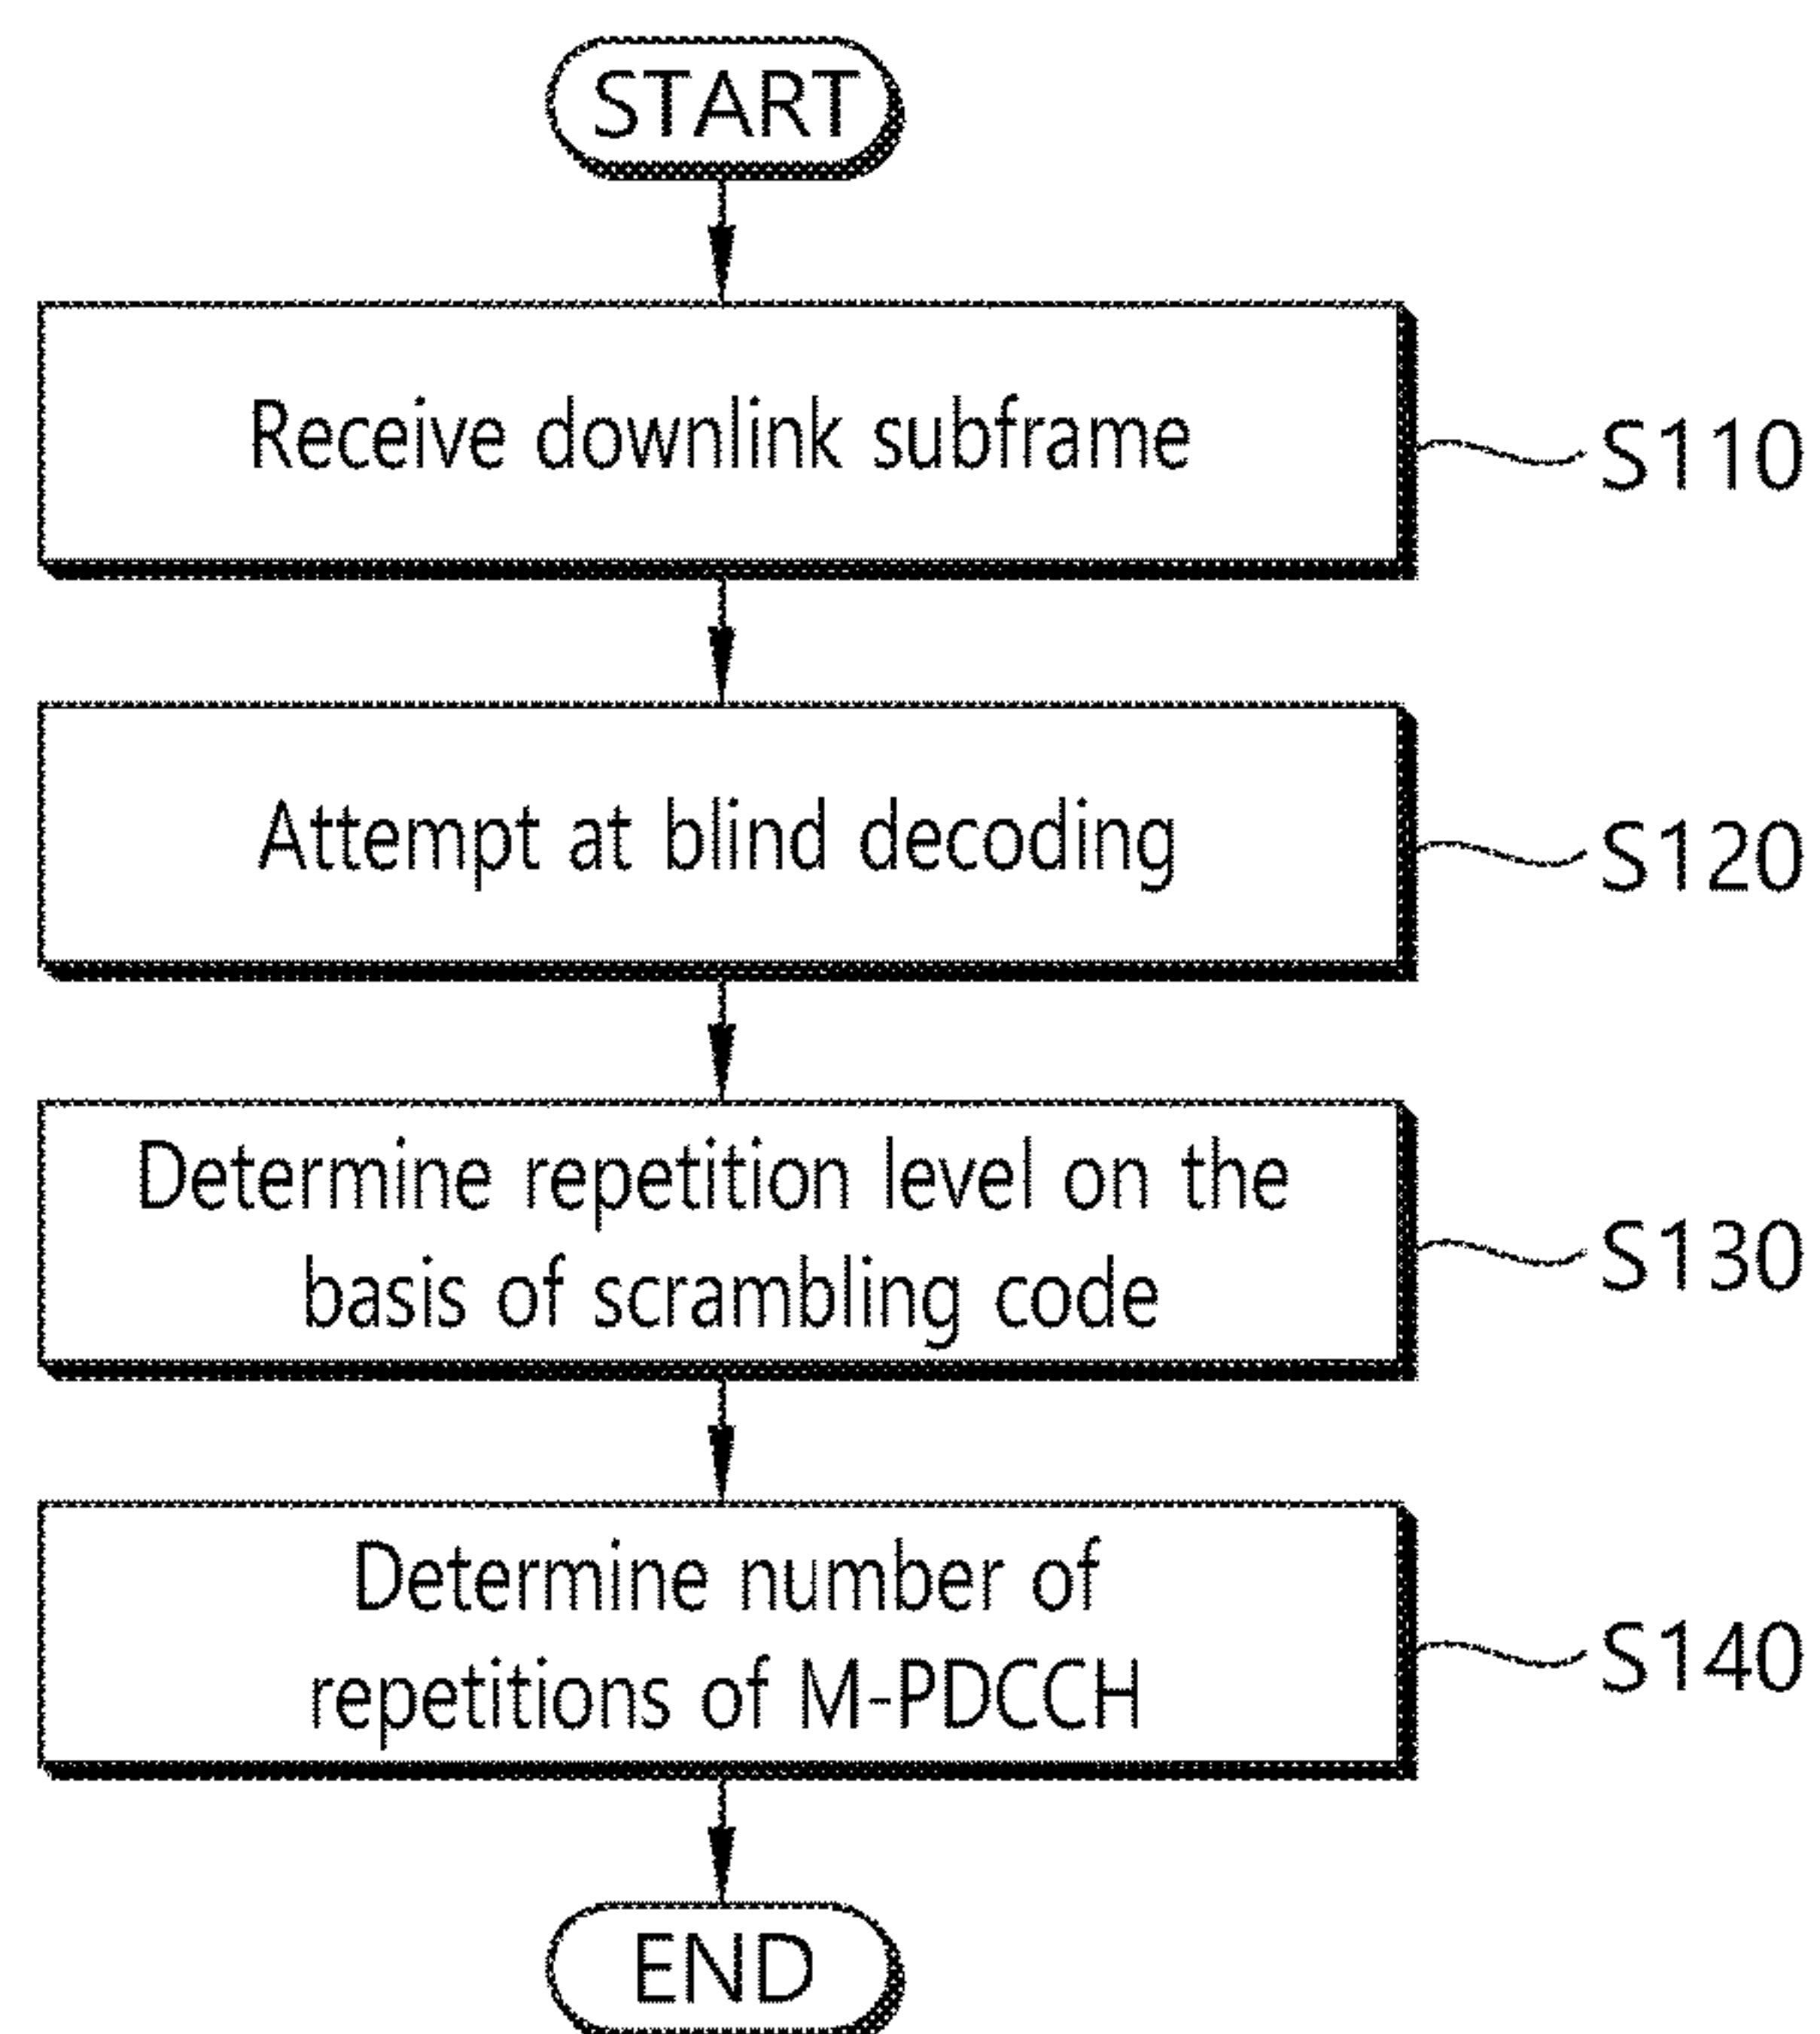 START
Receive downlink subframe
S110
Attempt at blind decoding
S120
Determine repetition level on the
basis of scrambling code
S130
Determine number of
repetitions of M-PDCCH
S140
END